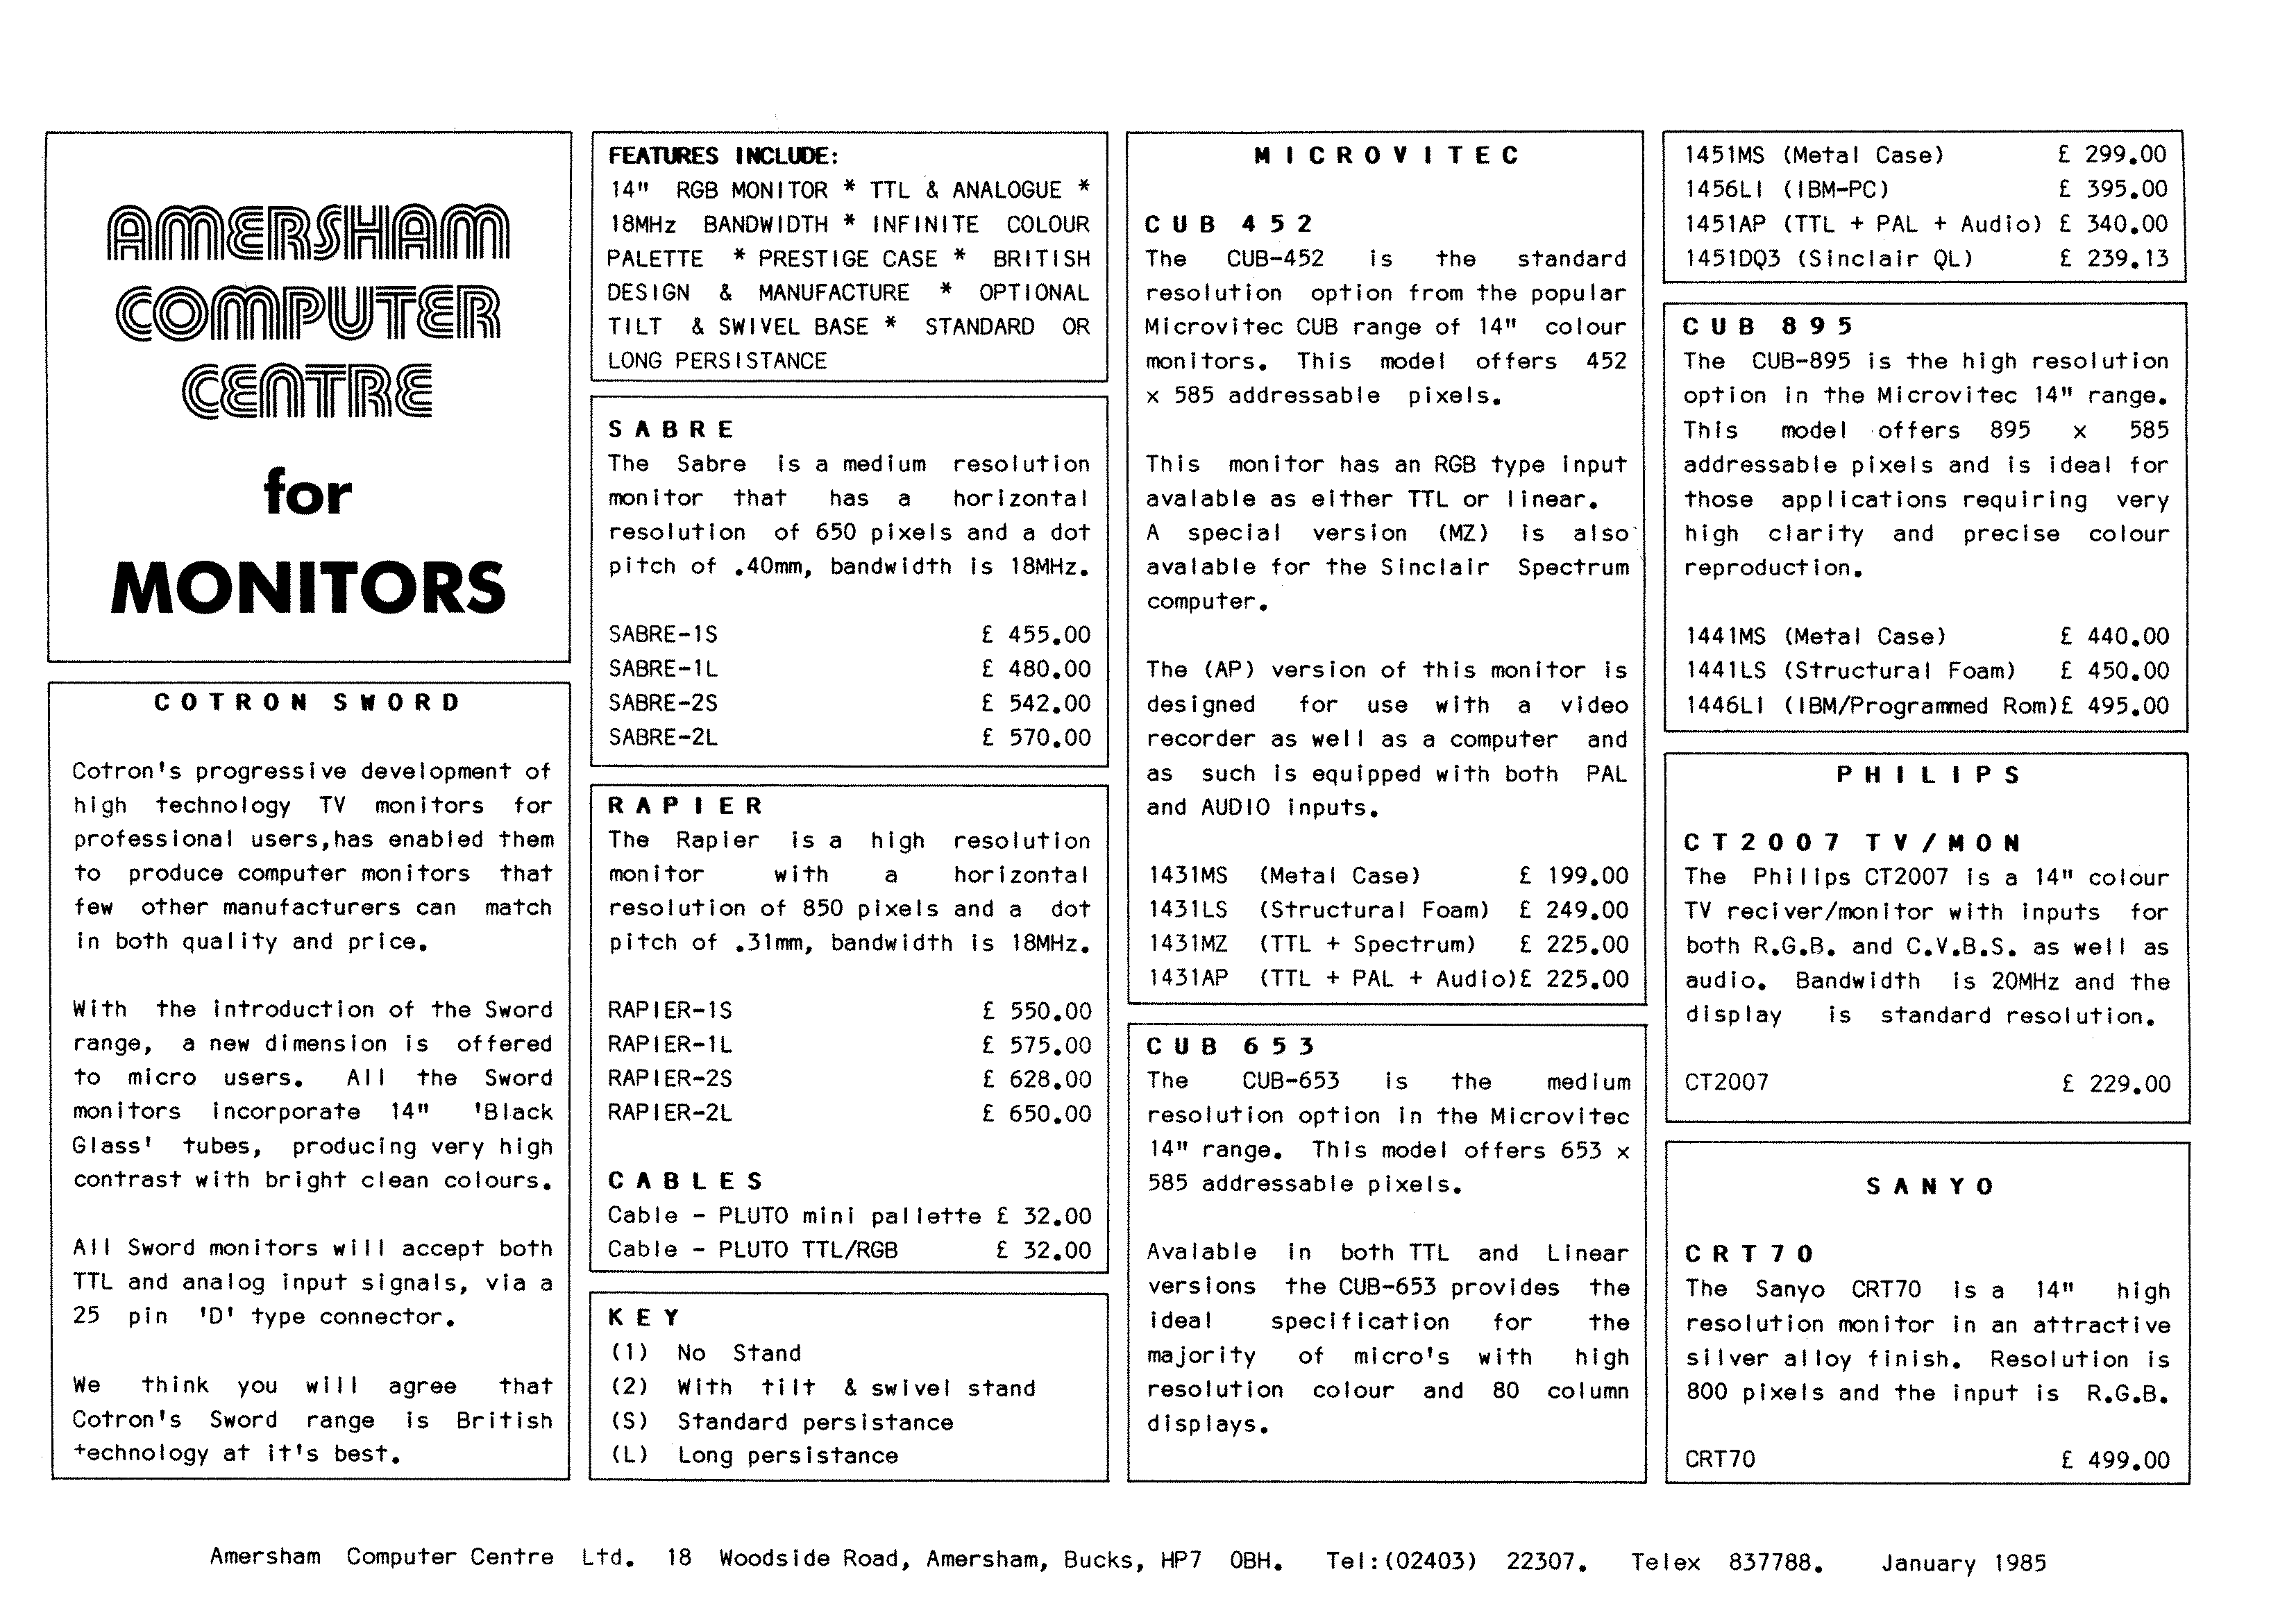 AMERSHAM
COMPUTER
CENTRE
for
MONITORS
COTRON SWORD
Cotron's progressive development of
high technology TV monitors for
professional users,has enabled them
to produce computer monitors that
few other manufacturers can match
in both quality and price.
With the introduction of the Sword
range, a new dimension is offered
to micro users. All the Sword
monitors incorporate 14" 'Black
Glass' tubes, producing very high
contrast with bright clean colours.
All Sword monitors will accept both
TTL and analog input signals, via a
25 pin 'D' type connector.
We think you will agree that
Cotron's Sword range is British
technology at it's best.
FEATURES INCLUDE:
14" RGB MONITOR * TTL & ANALOGUE *
18MHz BANDWIDTH * INFINITE COLOUR
PALETTE * PRESTIGE CASE * BRITISH
DESIGN & MANUFACTURE * OPTIONAL
TILT & SWIVEL BASE * STANDARD OR
LONG PERSISTANCE
SABRE
The Sabre is a medium resolution
monitor that has a horizontal
resolution of 650 pixels and a dot
pitch of .40mm, bandwidth is 18MHz.
SABRE-1S £ 455.00
SABRE-1L £ 480.00
SABRE-2S £ 542.00
SABRE-2L £ 570.00
RAPIER
The Rapier is a high resolution
monitor with a horizontal
resolution of 850 pixels and a dot
pitch of .31mm, bandwidth is 18MHz.
RAPIER-1S £ 550.00
RAPIER-1L £ 575.00
RAPIER-2S £ 628.00
RAPIER-2L £ 650.00
CABLES
Cable - PLUTO mini pallette £ 32.00
Cable - PLUTO TTL/RGB £ 32.00
KEY
(1) No Stand
(2) With tilt & swivel stand
(S) Standard persistance
(L) Long persistance
MICROVITEC
CUB 452
The CUB-452 is the standard
resolution option from the popular
Microvitec CUB range of 14" colour
monitors. This model offers 452
x 585 addressable pixels.
This monitor has an RGB type input
avalable as either TTL or linear.
A special version (MZ) is also
avalable for the Sinclair Spectrum
computer.
The (AP) version of this monitor is
designed for use with a video
recorder as well as a computer and
as such is equipped with both PAL
and AUDIO inputs.
1431MS (Metal Case) £ 199.00
1431LS (Structural Foam) £ 249.00
1431MZ (TTL + Spectrum) £ 225.00
1431AP (TTL + PAL + Audio)£ 225.00
CUB 653
The CUB-653 is the medium
resolution option in the Microvitec
14" range. This model offers 653 x
585 addressable pixels.
Avalable in both TTL and Linear
versions the CUB-653 provides the
ideal specification for the
majority of micro's with high
resolution colour and 80 column
displays.
1451MS (Metal Case) £ 299.00
1456LI (IBM-PC) £ 395.00
1451AP (TTL + PAL + Audio) £ 340.00
1451DQ3 (Sinclair QL) £ 239.13
CUB 895
The CUB-895 is the high resolution
option in the Microvitec 14" range.
This model offers 895 x 585
addressable pixels and is ideal for
those applications requiring very
high clarity and precise colour
reproduction.
1441MS (Metal Case) £ 440.00
1441LS (Structural Foam) £ 450.00
1446LI (IBM/Programmed Rom)£ 495.00
PHILIPS
CT2007 TV/MON
The Philips CT2007 is a 14" colour
TV reciver/monitor with inputs for
both R.G.B. and C.V.B.S. as well as
audio. Bandwidth is 20MHz and the
display is standard resolution.
CT2007 £ 229.00
SANYO
CRT70
The Sanyo CRT70 is a 14" high
resolution monitor in an attractive
silver alloy finish. Resolution is
800 pixels and the input is R.G.B.
CRT70 £ 499.00
Amersham Computer Centre Ltd. 18 Woodside Road, Amersham, Bucks, HP7 0BH. Tel:(02403) 22307. Telex 837788. January 1985